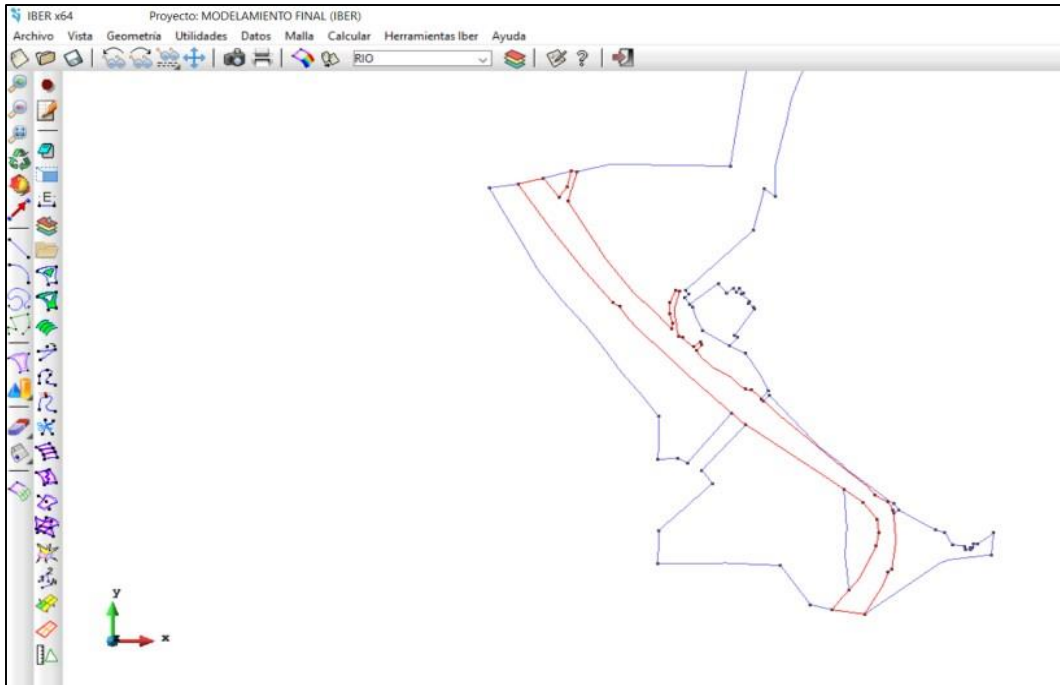 IBER x64 Proyecto: MODELAMIENTO FINAL (IBER)
Archivo Vista Geometría Utilidades Datos Malla Calcular Herramientas Iber Ayuda
RIO
E
y
x